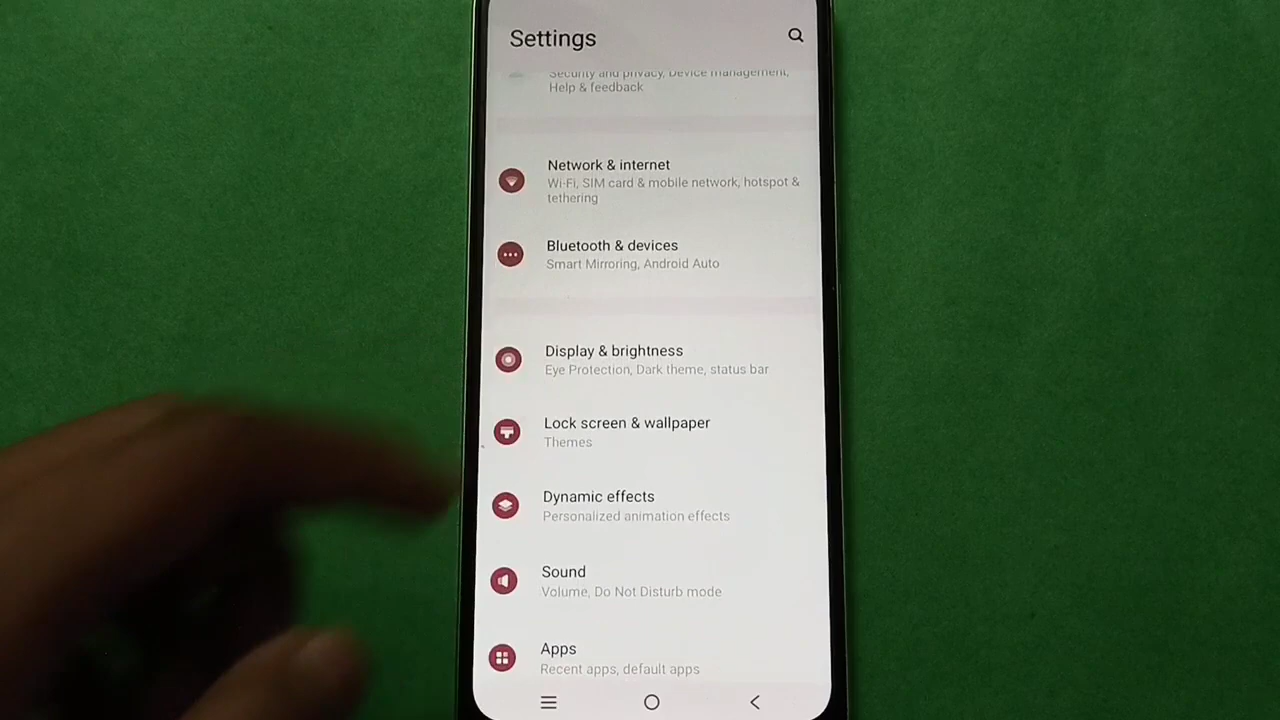 Settings
Security and privacy, Device management,
Help & feedback
Network & internet
Wi-Fi, SIM card & mobile network, hotspot &
tethering
Bluetooth & devices
Smart Mirroring, Android Auto
Display & brightness
Eye Protection, Dark theme, status bar
Lock screen & wallpaper
Themes
Dynamic effects
Personalized animation effects
Sound
Volume, Do Not Disturb mode
Apps
Recent apps, default apps